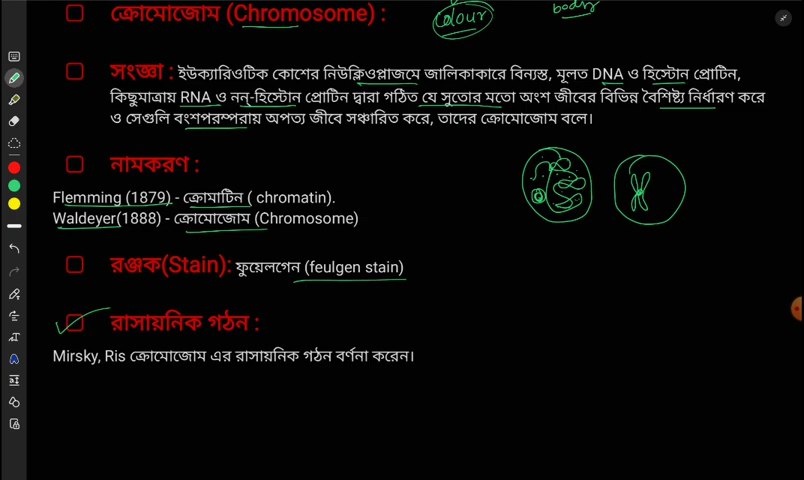 ক্রোমোজোম (Chromosome) :
colour
body
সংজ্ঞা : ইউক্যারিওটিক কোশের নিউক্লিওপ্লাজমে জালিকাকারে বিন্যস্ত, মূলত DNA ও হিস্টোন প্রোটিন,
কিছুমাত্রায় RNA ও নন্-হিস্টোন প্রোটিন দ্বারা গঠিত যে সুতোর মতো অংশ জীবের বিভিন্ন বৈশিষ্ট্য নির্ধারণ করে
ও সেগুলি বংশপরম্পরায় অপত্য জীবে সঞ্চারিত করে, তাদের ক্রোমোজোম বলে।
নামকরণ :
Flemming (1879) - ক্রোমাটিন ( chromatin).
Waldeyer(1888) - ক্রোমোজোম (Chromosome)
রঞ্জক(Stain): ফুয়েলগেন (feulgen stain)
রাসায়নিক গঠন :
Mirsky, Ris ক্রোমোজোম এর রাসায়নিক গঠন বর্ণনা করেন।